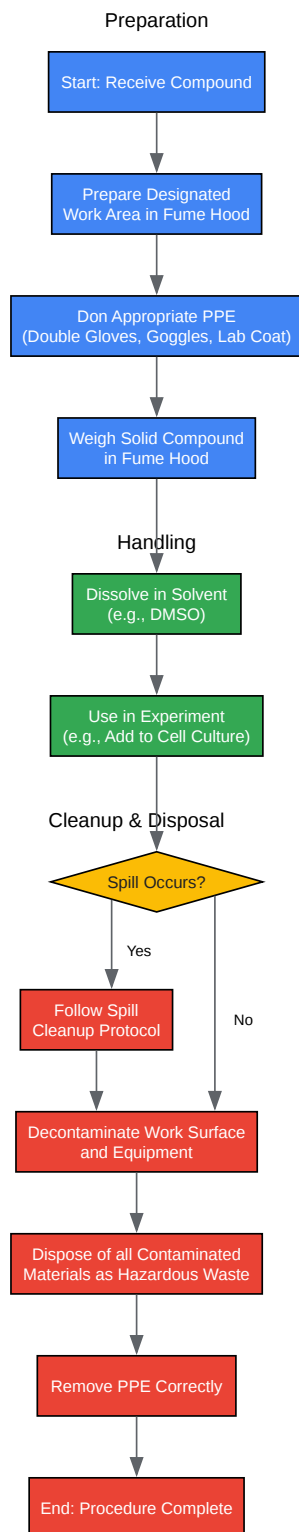 Preparation
Start: Receive Compound
Prepare Designated
Work Area in Fume Hood
Don Appropriate PPE
(Double Gloves, Goggles, Lab Coat)
Weigh Solid Compound
in Fume Hood
Handling
Dissolve in Solvent
(e.g., DMSO)
Use in Experiment
(e.g., Add to Cell Culture)
Cleanup & Disposal
Spill Occurs?
Yes
Follow Spill
Cleanup Protocol
No
Decontaminate Work Surface
and Equipment
Dispose of all Contaminated
Materials as Hazardous Waste
Remove PPE Correctly
End: Procedure Complete